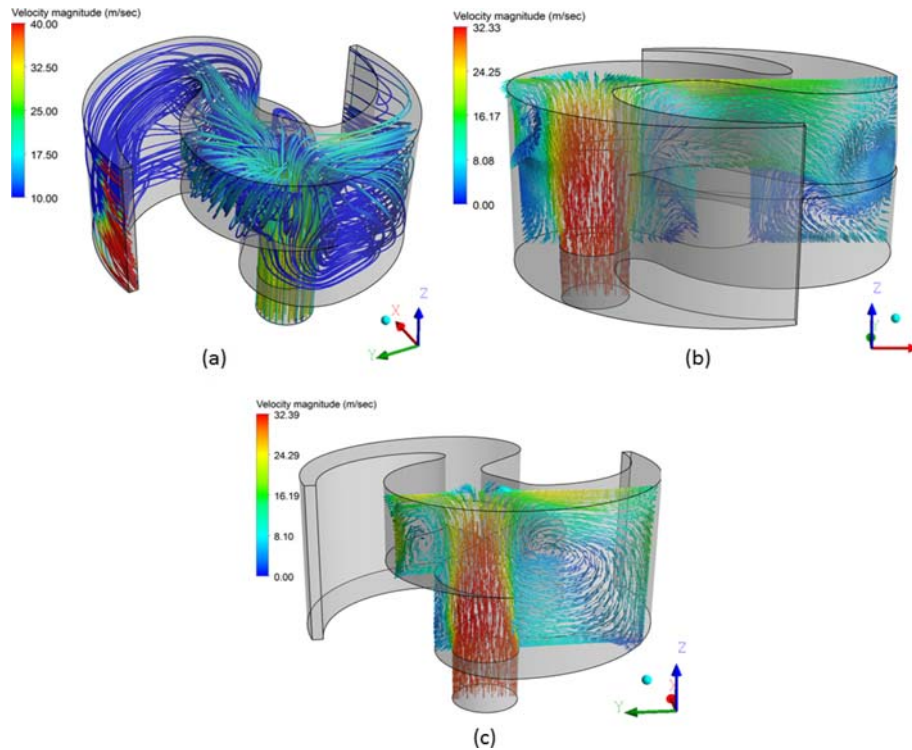 Velocity magnitude (m/sec)
40.00
32.50
25.00
17.50
10.00
Z
X
Y
(a)
Velocity magnitude (m/sec)
32.33
24.25
16.17
8.08
0.00
Z
(b)
Velocity magnitude (m/sec)
32.39
24.29
16.19
8.10
0.00
Z
Y
(c)